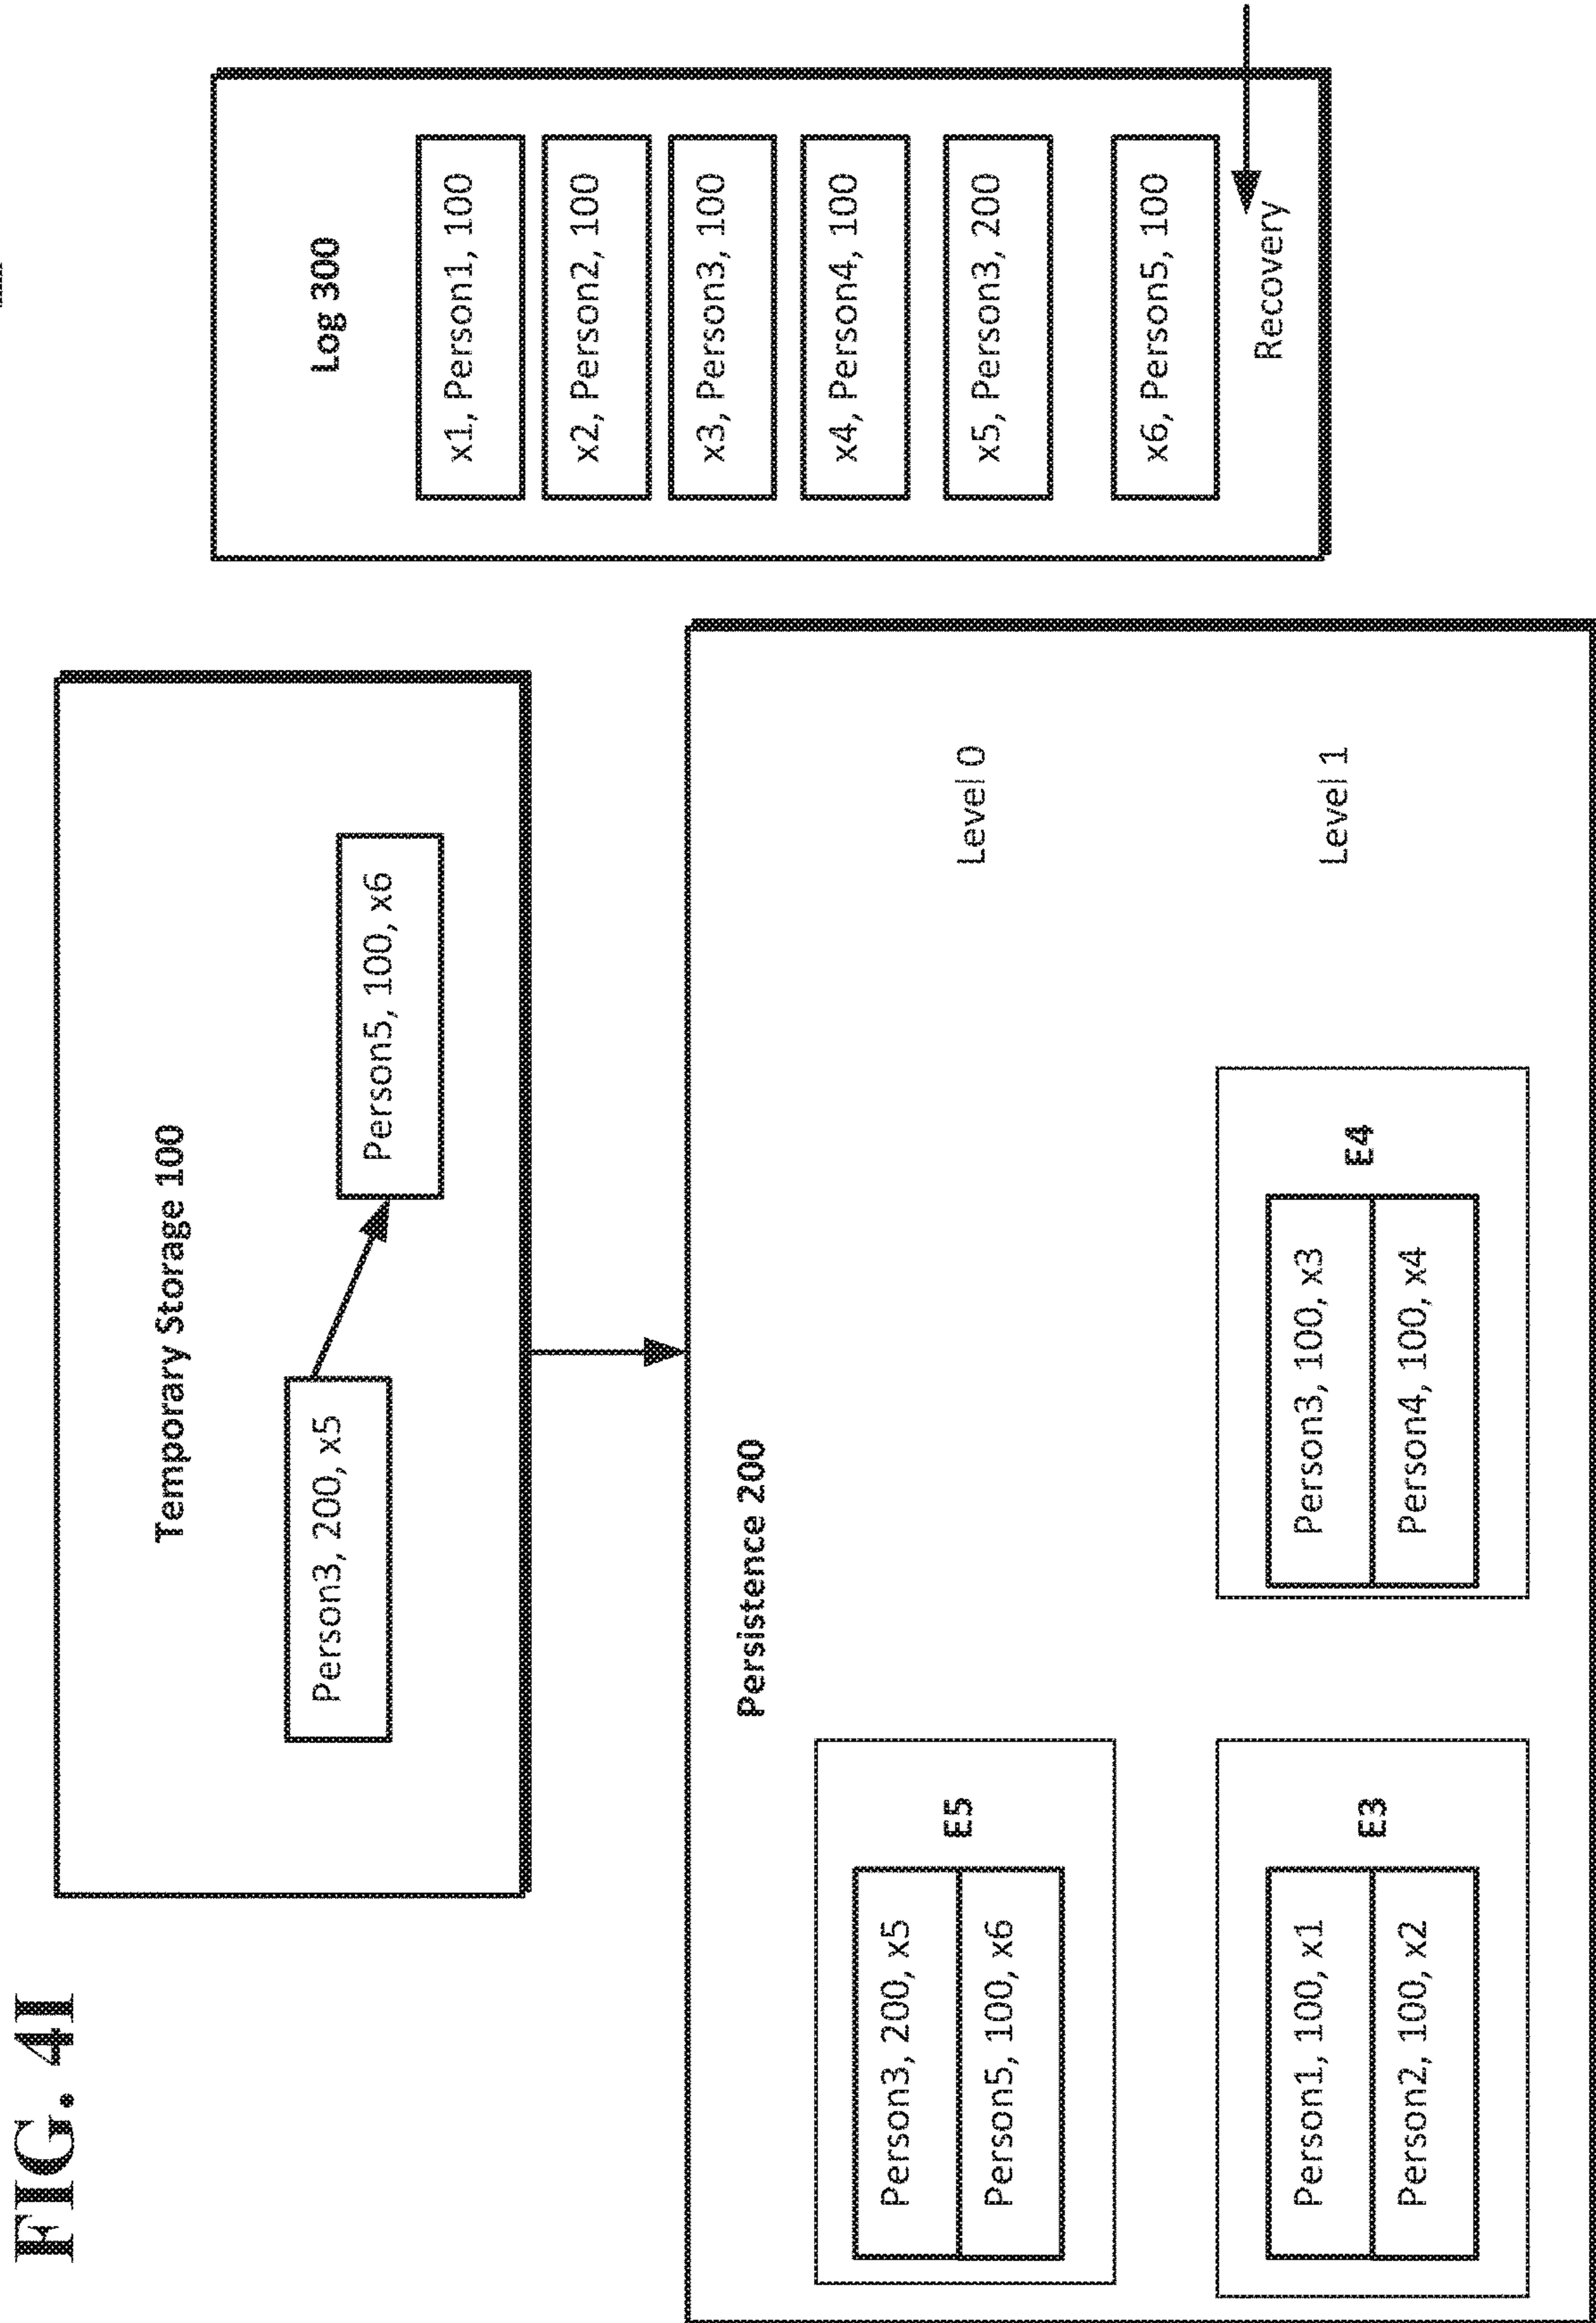 FIG. 4I
Temporary Storage 100
Person3, 200, x5
Person5, 100, x6
Log 300
x1, Person1, 100
x2, Person2, 100
x3, Person3, 100
x4, Person4, 100
x5, Person3, 200
x6, Person5, 100
Recovery
Persistence 200
Person3, 200, x5
Person5, 100, x6
E5
Level 0
Person1, 100, x1
Person2, 100, x2
E3
Person3, 100, x3
Person4, 100, x4
E4
Level 1